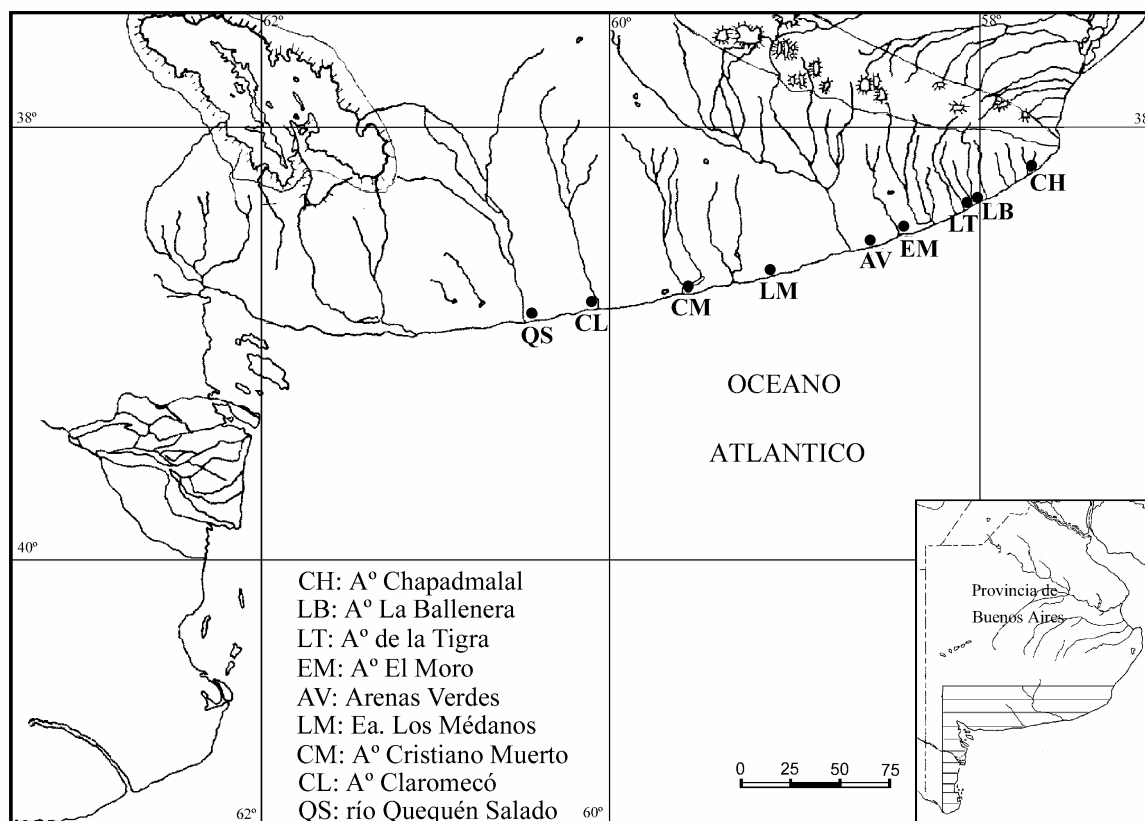 62º
60
58º
38º
38
CH
LB
LT
EM
AV
LM
CM
CL
QS
OCEANO
ATLANTICO
40º
CH: Aº Chapadmalal
LB: Aº La Ballenera
LT: Aº de la Tigra
EM: Aº El Moro
AV: Arenas Verdes
LM: Ea. Los Médanos
CM: Aº Cristiano Muerto
CL: Aº Claromecó
QS: río Quequén Salado
62º
60º
0 25 50 75
Provincia de
Buenos Aires